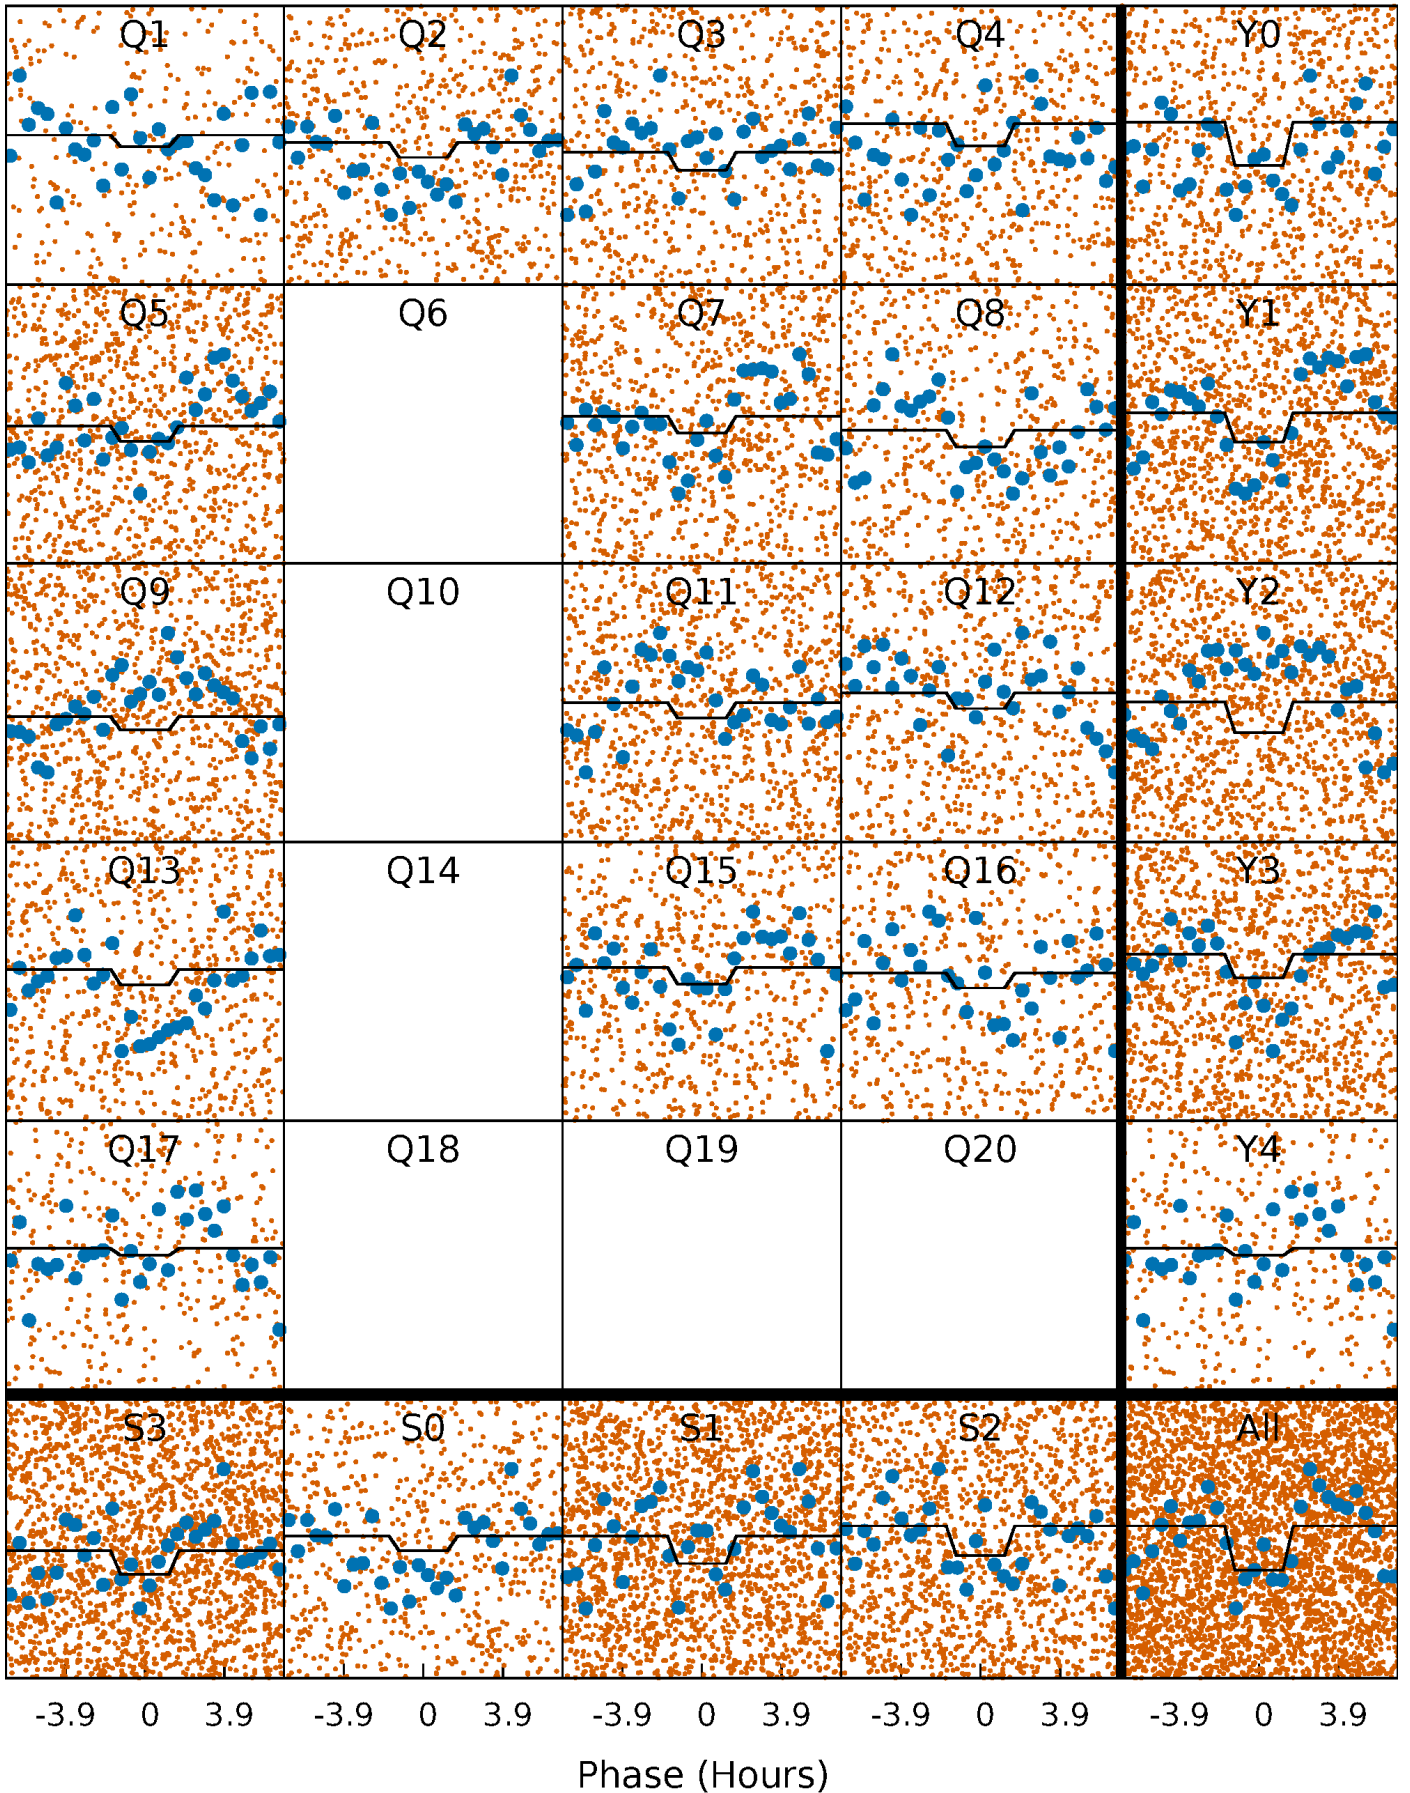 Q1 Q2 Q3 Q4 Y0
Q5 Q6 Q7 Q8 Y1
Q9 Q10 Q11 Q12 Y2
Q13 Q14 Q15 Q16 Y3
Q17 Q18 Q19 Q20 Y4
S3 S0 S1 S2 All
-3.9 0 3.9 -3.9 0 3.9 -3.9 0 3.9 -3.9 0 3.9 -3.9 0 3.9
Phase (Hours)